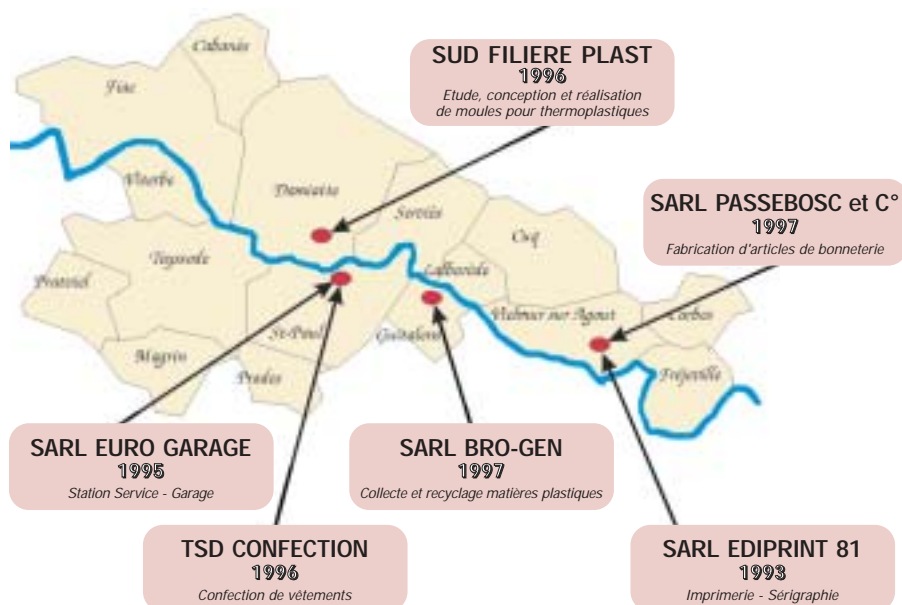 Cabanès
Fiac
SUD FILIERE PLAST
1996
Etude, conception et réalisation
de moules pour thermoplastiques
Viterbe
Damiatte
Serviès
SARL PASSEBOSC et C°
1997
Fabrication d'articles de bonneterie
Cuq
Teyssode
Pratviel
Lalbarède
St-Paul
Guitalens
Vielmur sur Agout
Carbes
Magrin
Prades
Fréjeville
SARL EURO GARAGE
1995
Station Service - Garage
SARL BRO-GEN
1997
Collecte et recyclage matières plastiques
TSD CONFECTION
1996
Confection de vêtements
SARL EDIPRINT 81
1993
Imprimerie - Sérigraphie